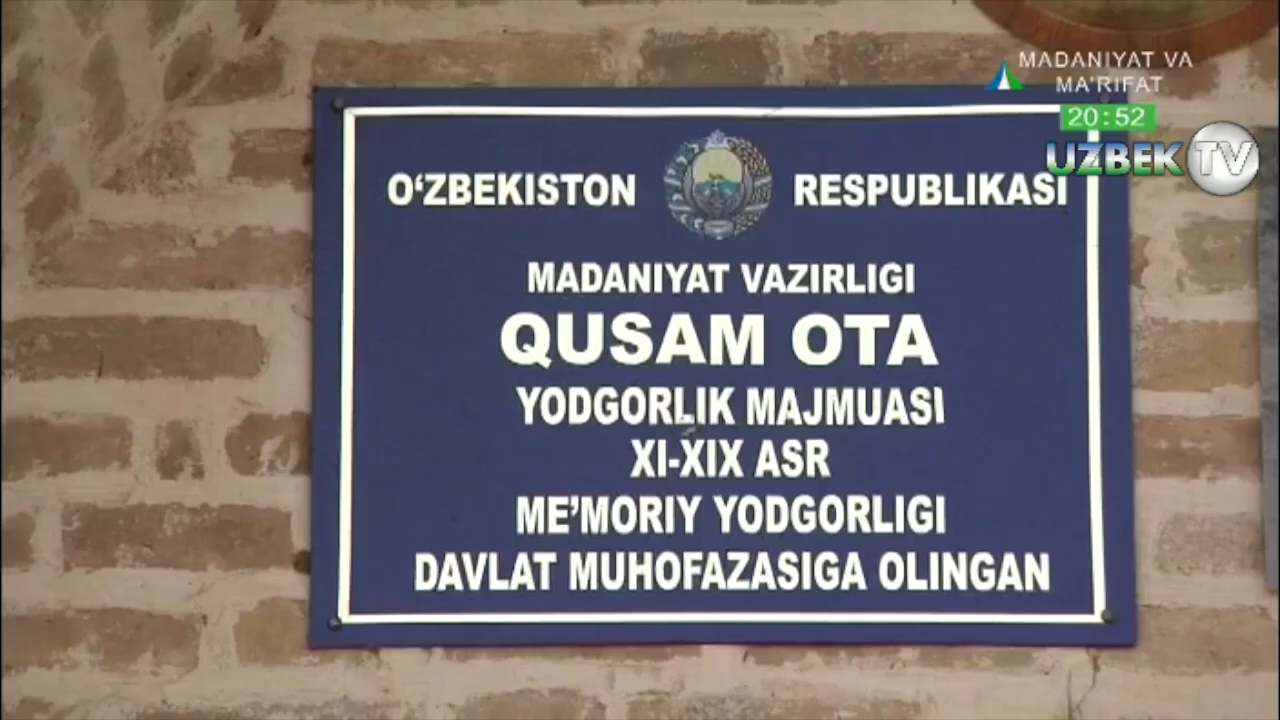 MADANIYAT VA
MA'RIFAT
20:52
UZBEK TV
O‘ZBEKISTON RESPUBLIKASI
MADANIYAT VAZIRLIGI
QUSAM OTA
YODGORLIK MAJMUASI
XI-XIX ASR
ME’MORIY YODGORLIGI
DAVLAT MUHOFAZASIGA OLINGAN